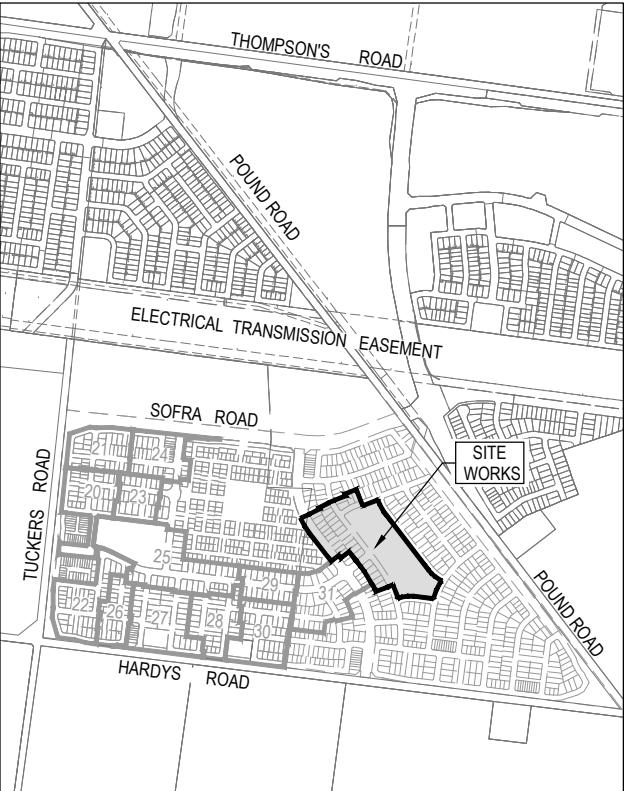 THOMPSON'S ROAD
POUND ROAD
ELECTRICAL TRANSMISSION EASEMENT
SOFRA ROAD
SITE
WORKS
TUCKERS ROAD
21
24
20
23
25
29
31
22
26
27
28
30
POUND ROAD
HARDYS ROAD